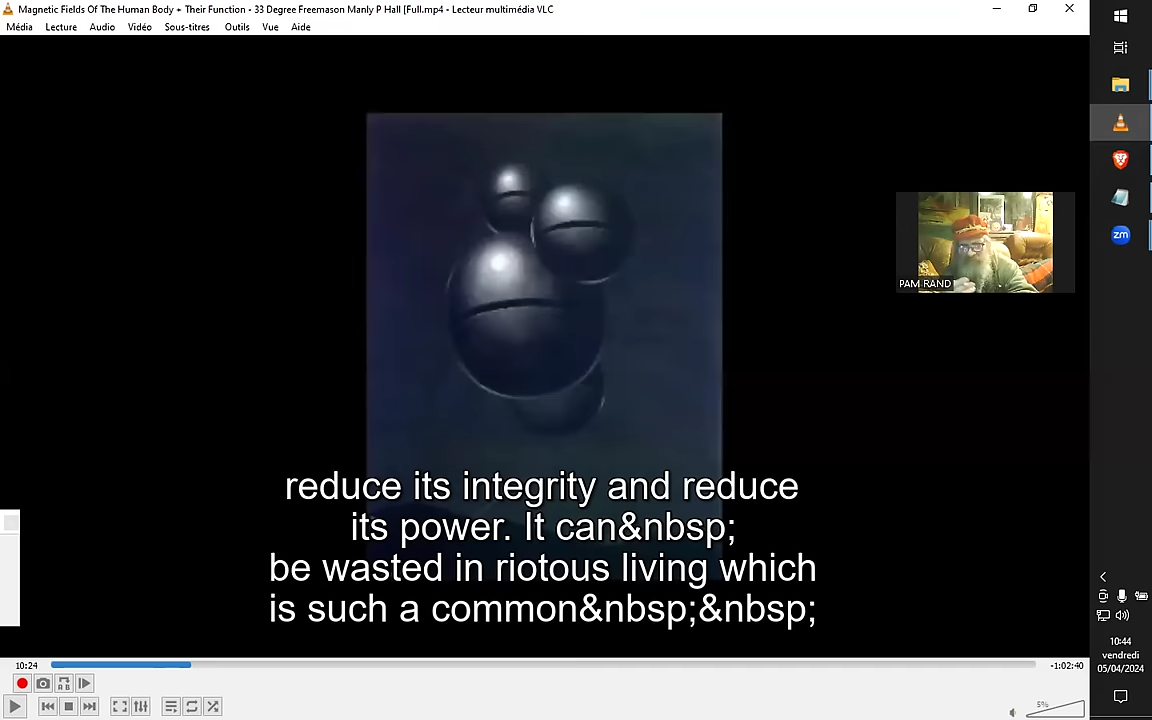 Magnetic Fields Of The Human Body + Their Function - 33 Degree Freemason Manly P Hall [Full.mp4 - Lecteur multimédia VLC
Média Lecture Audio Vidéo Sous-titres Outils Vue Aide
PAM RAND
zm
reduce its integrity and reduce
its power. It can&nbsp;
be wasted in riotous living which
is such a common&nbsp;&nbsp;
10:24
-1:02:40
A B
5%
10:44
vendredi
05/04/2024